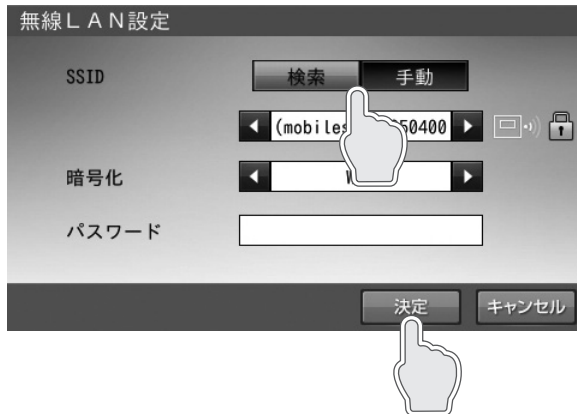 無線ＬＡＮ設定
SSID 検索 手動
(mobiles 50400
暗号化
パスワード
決定 キャンセル